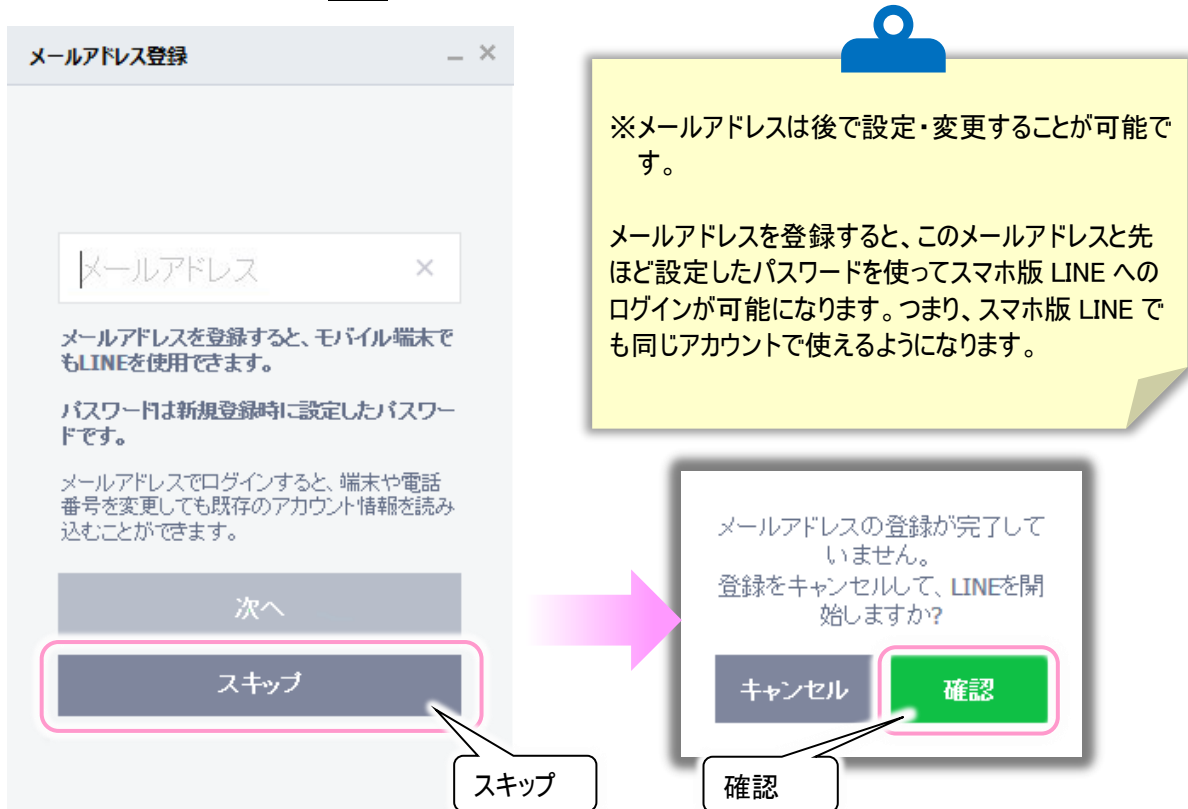 メールアドレス登録
メールアドレス
メールアドレスを登録すると、モバイル端末で
もLINEを使用できます。
パスワードは新規登録時に設定したパスワー
ドです。
メールアドレスでログインすると、端末や電話
番号を変更しても既存のアカウント情報を読み
込むことができます。
次へ
スキップ
スキップ
※メールアドレスは後で設定・変更することが可能で
す。
メールアドレスを登録すると、このメールアドレスと先
ほど設定したパスワードを使ってスマホ版 LINE への
ログインが可能になります。つまり、スマホ版 LINE で
も同じアカウントで使えるようになります。
メールアドレスの登録が完了して
いません。
登録をキャンセルして、LINEを開
始しますか?
キャンセル
確認
確認